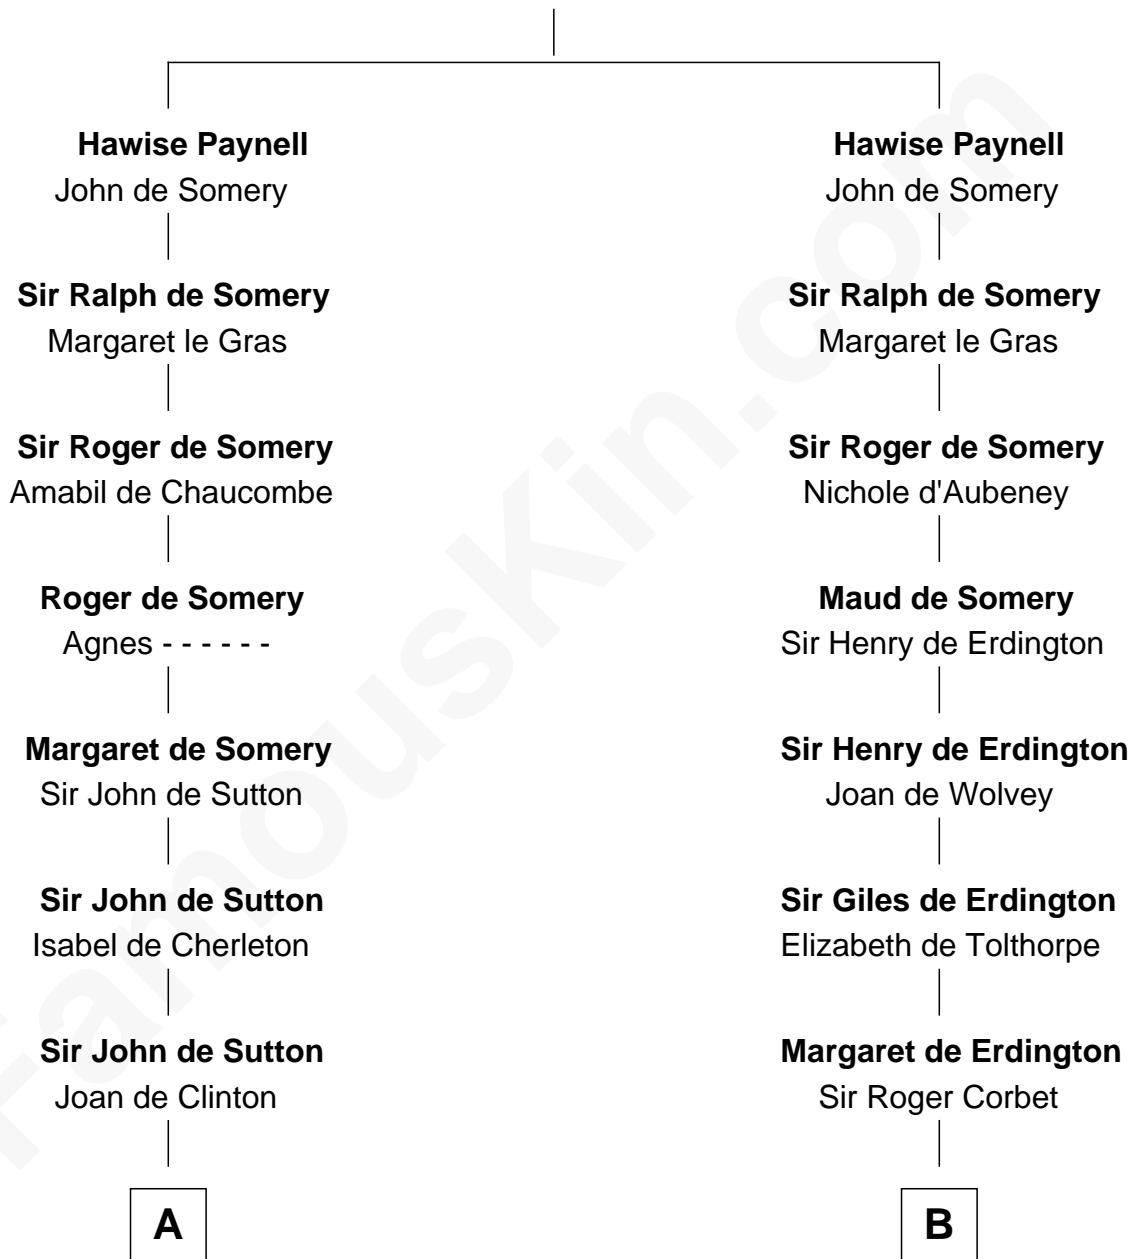 Hawise Paynell
John de Somery
Sir Ralph de Somery
Margaret le Gras
Sir Roger de Somery
Amabil de Chaucombe
Roger de Somery
Agnes - - - - - -
Margaret de Somery
Sir John de Sutton
Sir John de Sutton
Isabel de Cherleton
Sir John de Sutton
Joan de Clinton
A
Hawise Paynell
John de Somery
Sir Ralph de Somery
Margaret le Gras
Sir Roger de Somery
Nichole d'Aubeney
Maud de Somery
Sir Henry de Erdington
Sir Henry de Erdington
Joan de Wolvey
Sir Giles de Erdington
Elizabeth de Tolthorpe
Margaret de Erdington
Sir Roger Corbet
B
FamousKin.com